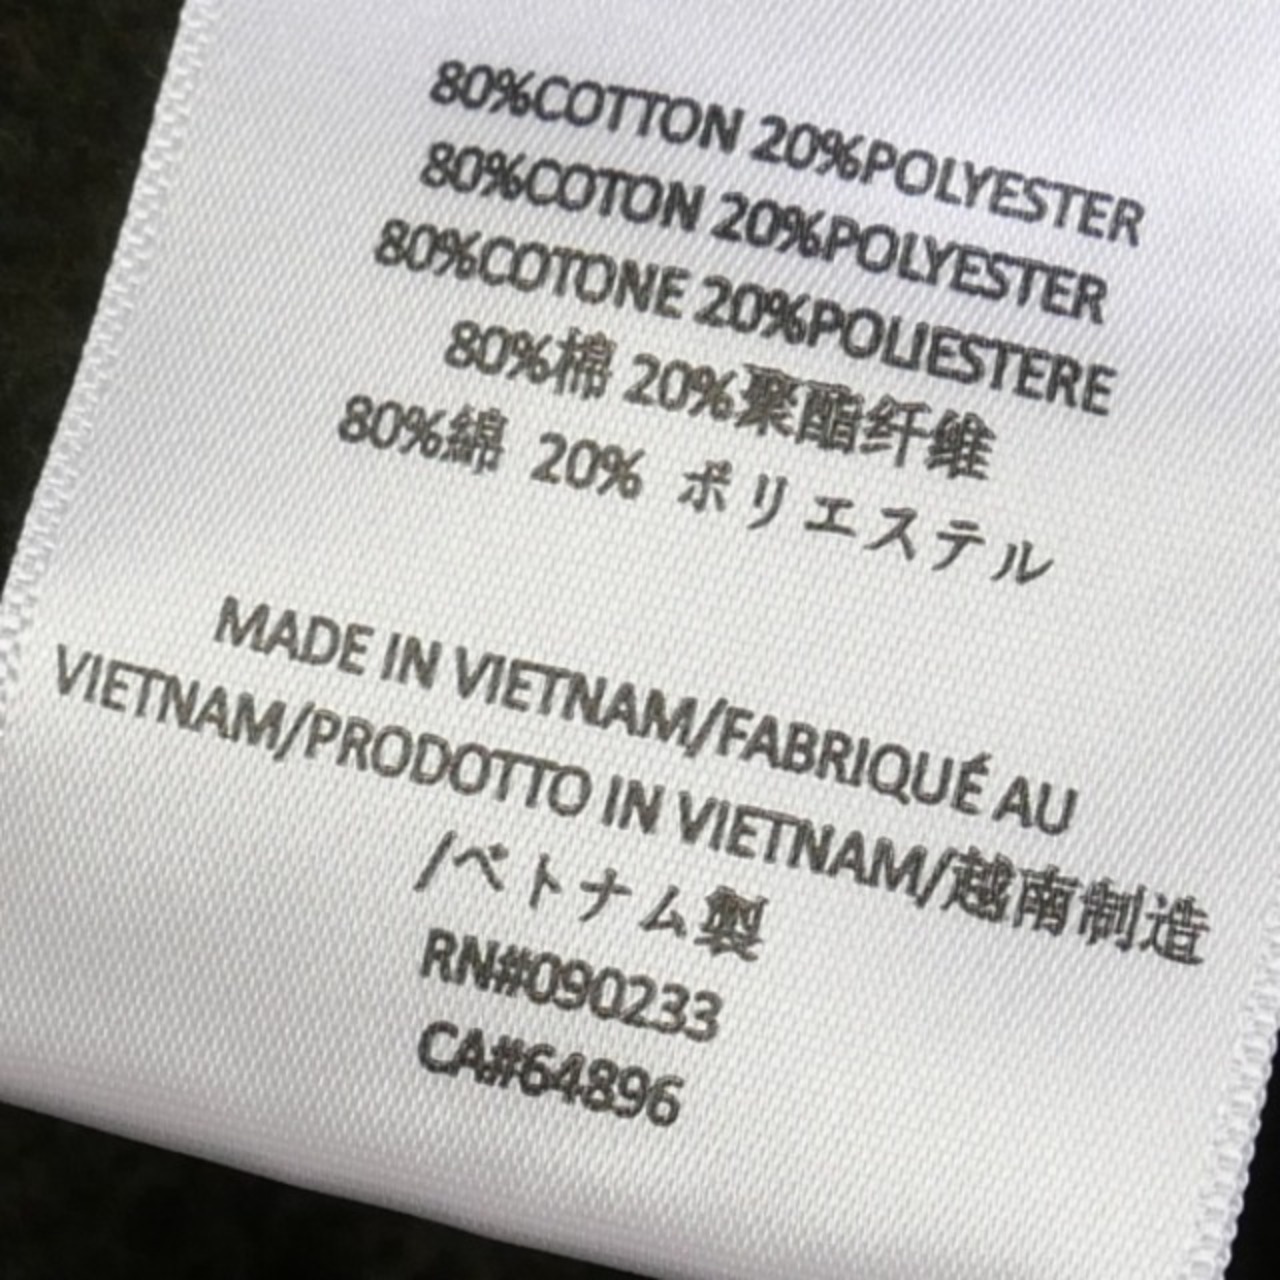 80%COTTON 20%POLYESTER
80%COTON 20%POLYESTER
80%COTONE 20%POLIESTERE
80%棉 20%聚酯纤维
80%綿 20% ポリエステル
MADE IN VIETNAM/FABRIQUÉ AU
VIETNAM/PRODOTTO IN VIETNAM/越南制造
/ベトナム製
RN#090233
CA#64896